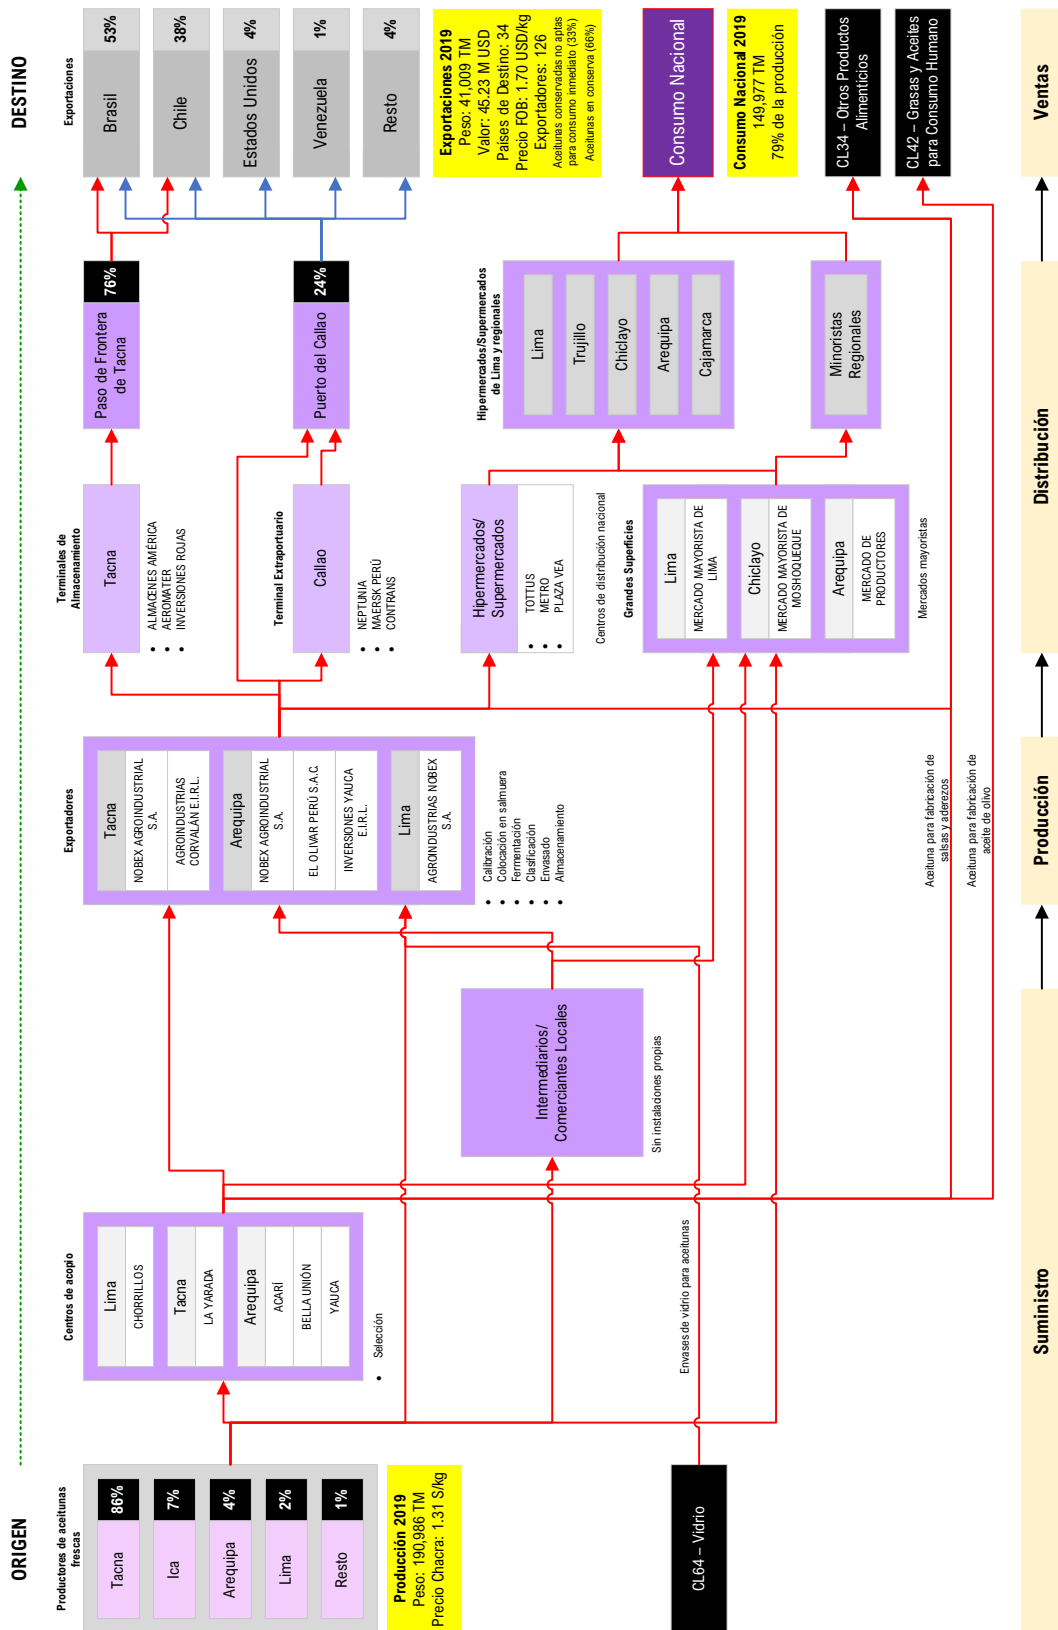 ORIGEN
DESTINO
Productores de aceitunas
frescas
Tacna
86%
Ica
7%
Arequipa
4%
Lima
2%
Resto
1%
Producción 2019
Peso: 190,986 TM
Precio Chacra: 1.31 S/kg
CL64 – Vidrio
Centros de acopio
Lima
CHORRILLOS
Tacna
LA YARADA
Arequipa
ACARÍ
BELLA UNIÓN
YAUCA
• Selección
Envases de vidrio para aceitunas
Intermediarios/
Comerciantes Locales
Sin instalaciones propias
Exportadores
Tacna
NOBEX AGROINDUSTRIAL
S.A.
AGROINDUSTRIAS
CORVALÁN E.I.R.L.
Arequipa
NOBEX AGROINDUSTRIAL
S.A.
EL OLIVAR PERÚ S.A.C.
INVERSIONES YAUCA
E.I.R.L.
Lima
AGROINDUSTRIAS NOBEX
S.A.
• Calibración
• Colocación en salmuera
• Fermentación
• Clasificación
• Envasado
• Almacenamiento
Aceituna para fabricación de
salsas y aderezos
Aceituna para fabricación de
aceite de olivo
Terminales de
Almacenamiento
Tacna
• ALMACENES AMÉRICA
• AEROMATER
• INVERSIONES ROJAS
Terminal Extraportuario
Callao
• NEPTUNIA
• MAERSK PERÚ
• CONTRANS
Hipermercados/
Supermercados
• TOTTUS
• METRO
• PLAZA VEA
Centros de distribución nacional
Grandes Superficies
Lima
MERCADO MAYORISTA DE
LIMA
Chiclayo
MERCADO MAYORISTA DE
MOSHOQUEQUE
Arequipa
MERCADO DE
PRODUCTORES
Mercados mayoristas
Paso de Frontera
de Tacna
76%
Puerto del Callao
24%
Hipermercados/Supermercados
de Lima y regionales
Lima
Trujillo
Chiclayo
Arequipa
Cajamarca
Minoristas
Regionales
Exportaciones
Brasil
53%
Chile
38%
Estados Unidos
4%
Venezuela
1%
Resto
4%
Exportaciones 2019
Peso: 41,009 TM
Valor: 45.23 M USD
Países de Destino: 34
Precio FOB: 1.70 USD/kg
Exportadores: 126
Aceitunas conservadas no aptas
para consumo inmediato (33%)
Aceitunas en conserva (66%)
Consumo Nacional
Consumo Nacional 2019
149,977 TM
79% de la producción
CL34 – Otros Productos
Alimenticios
CL42 – Grasas y Aceites
para Consumo Humano
Suministro
Producción
Distribución
Ventas